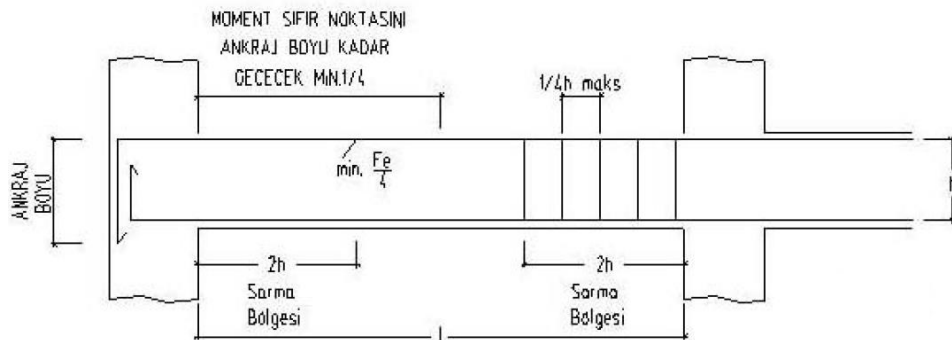 MOMENT SIFIR NOKTASINI
ANKRAJ BOYU KADAR
GEÇECEK MİN.1/4
1/4h maks
ANKRAJ
BOYU
min. Fe
4
2h
Sarma
Bölgesi
2h
Sarma
Bölgesi
l